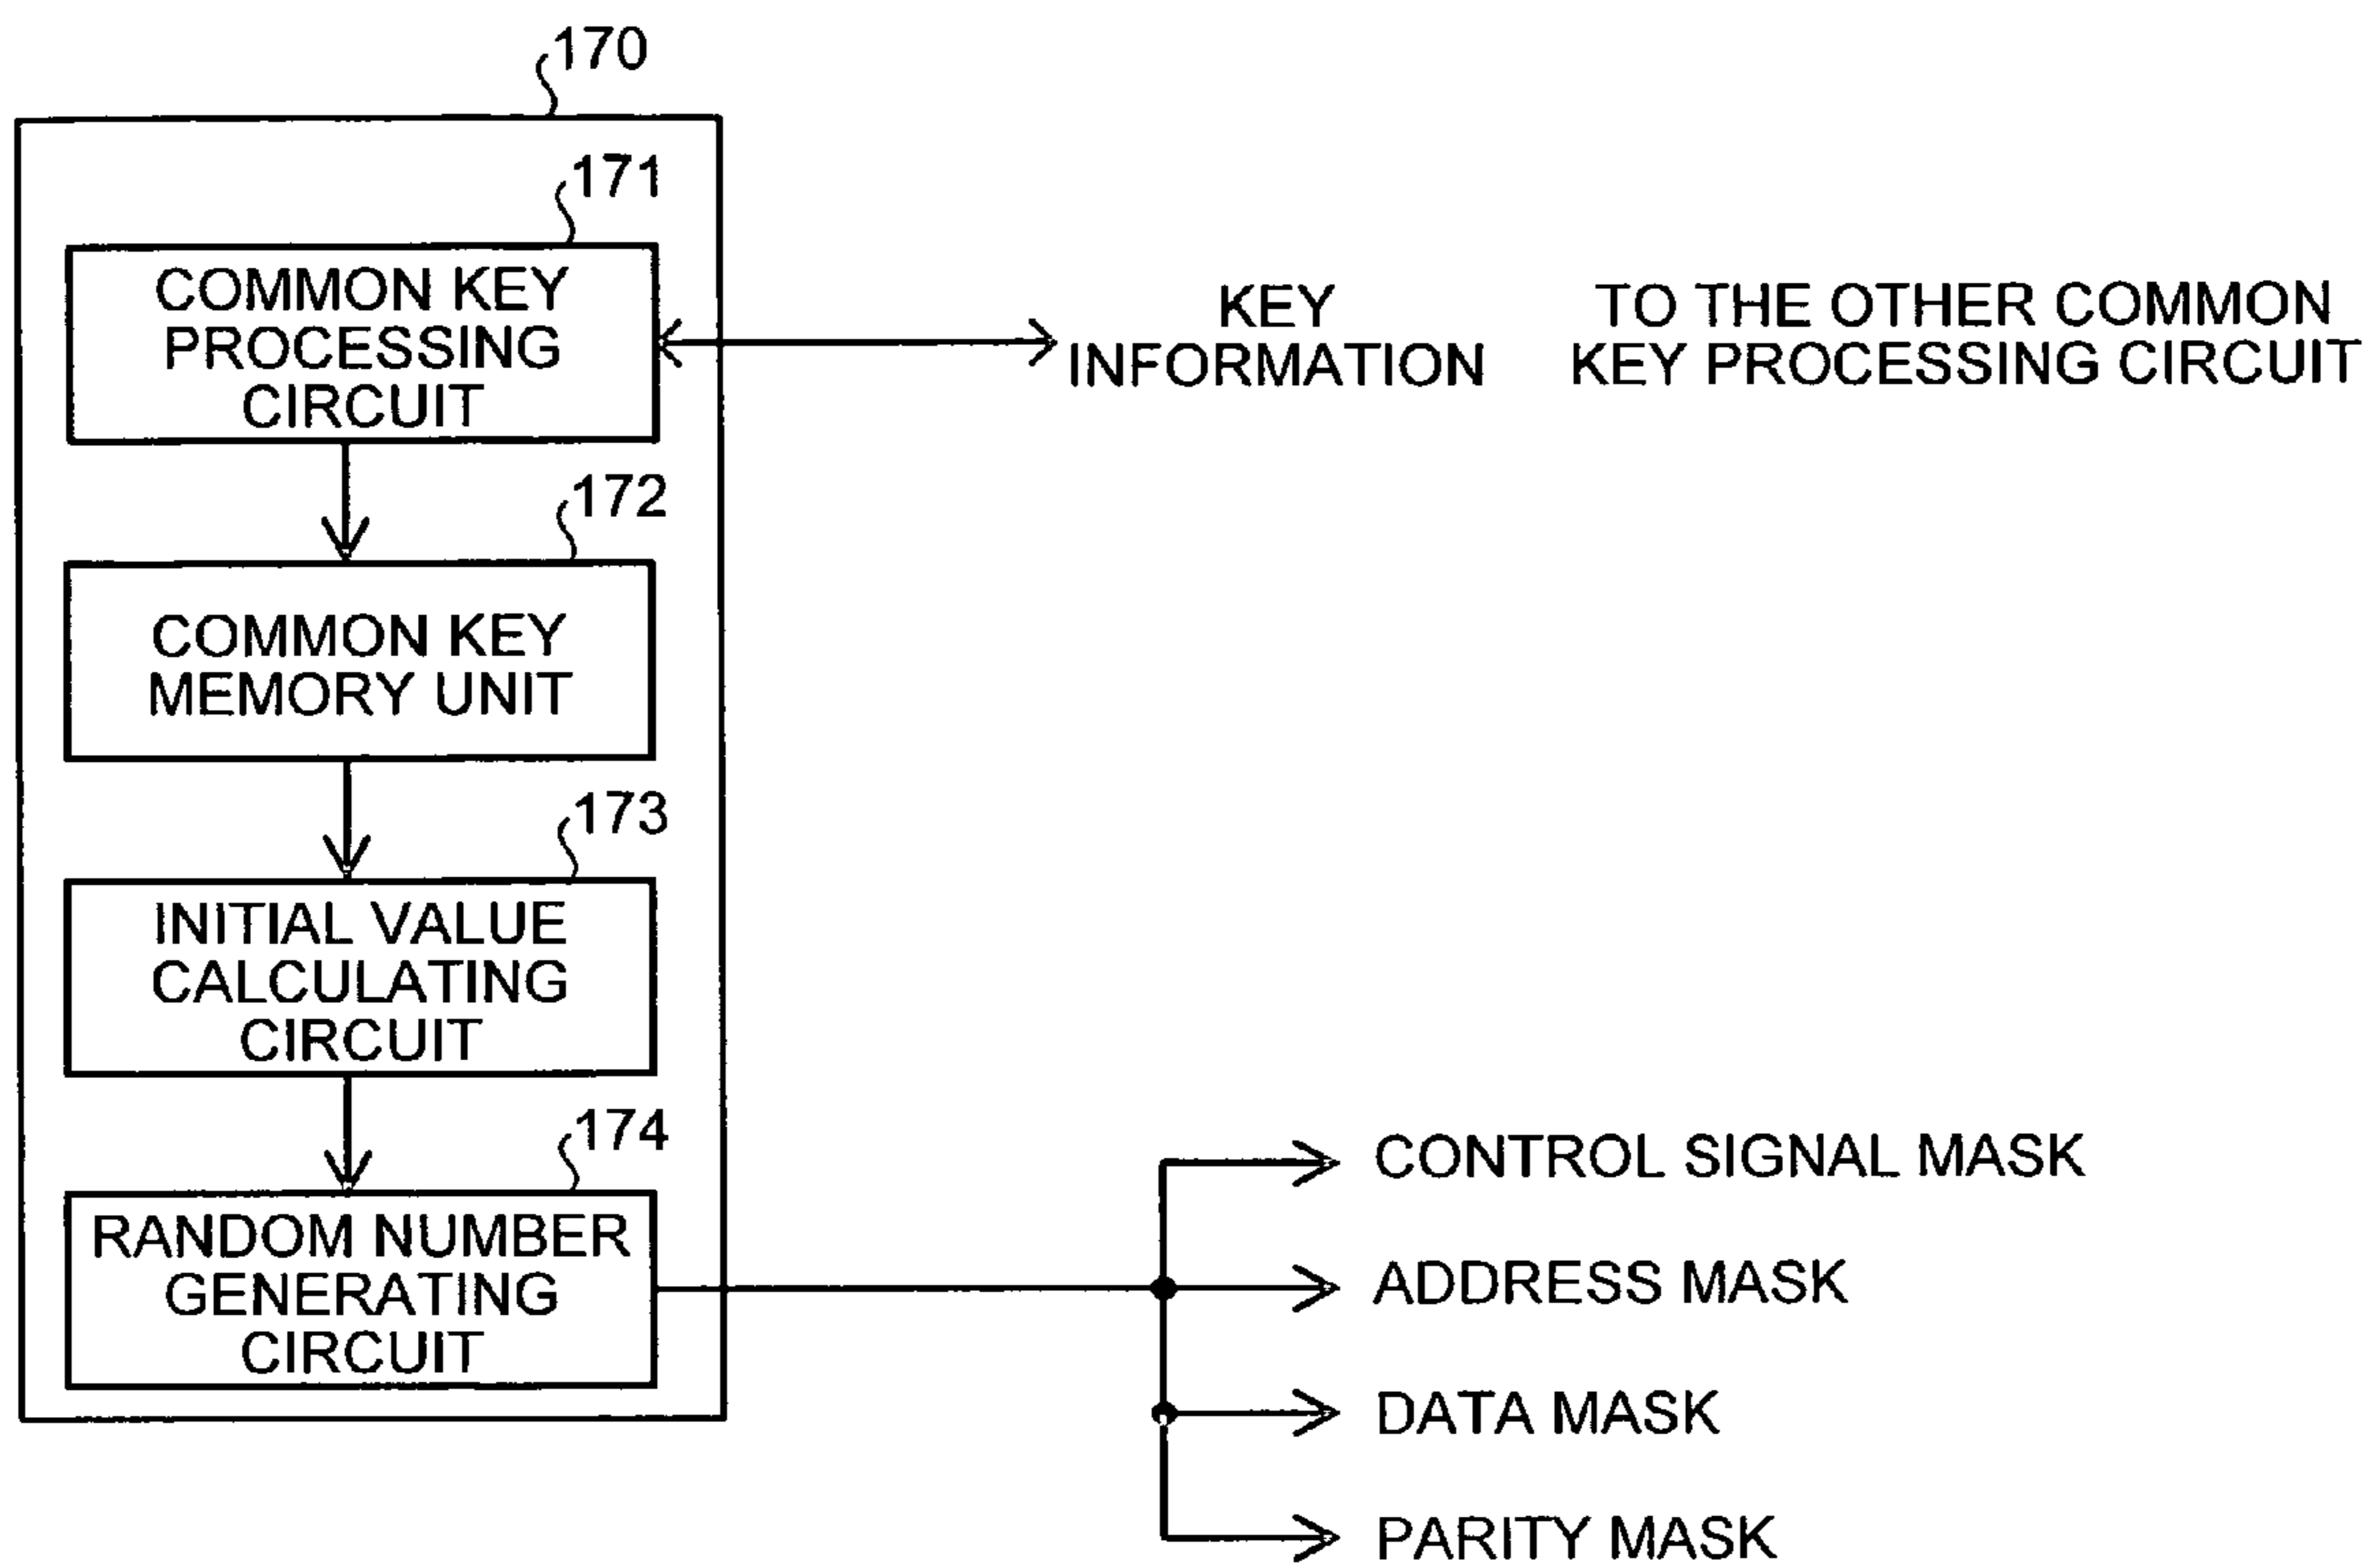 170
171
COMMON KEY
PROCESSING
CIRCUIT
KEY
INFORMATION
TO THE OTHER COMMON
KEY PROCESSING CIRCUIT
172
COMMON KEY
MEMORY UNIT
173
INITIAL VALUE
CALCULATING
CIRCUIT
174
RANDOM NUMBER
GENERATING
CIRCUIT
CONTROL SIGNAL MASK
ADDRESS MASK
DATA MASK
PARITY MASK